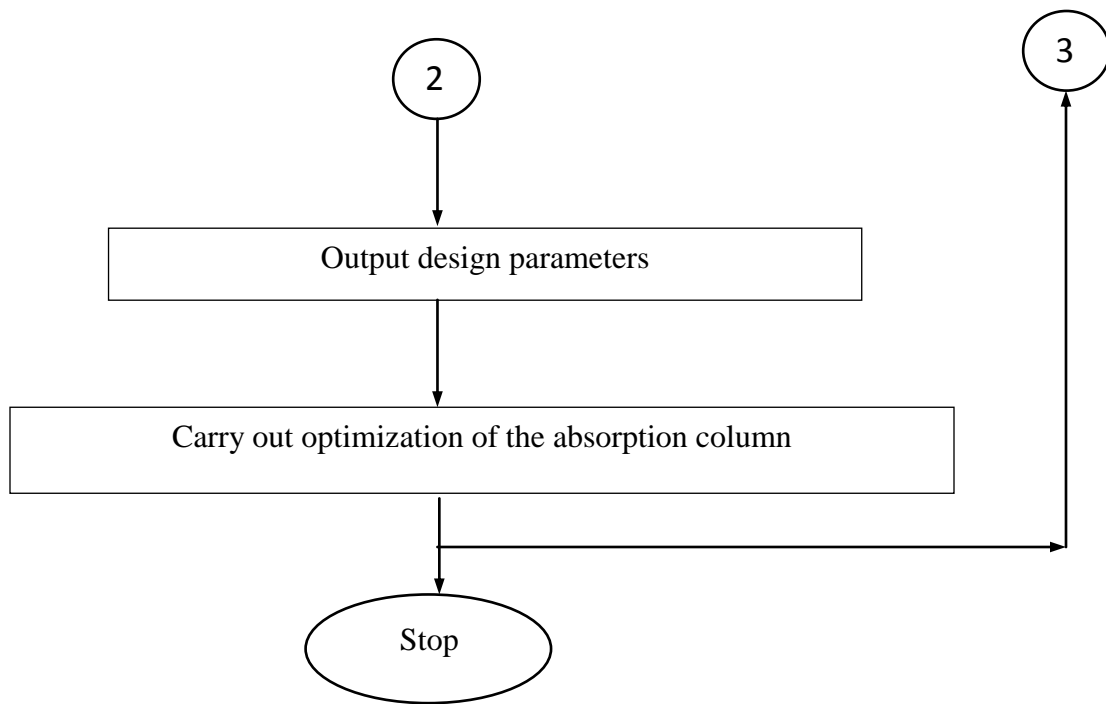 2
3
Output design parameters
Carry out optimization of the absorption column
Stop